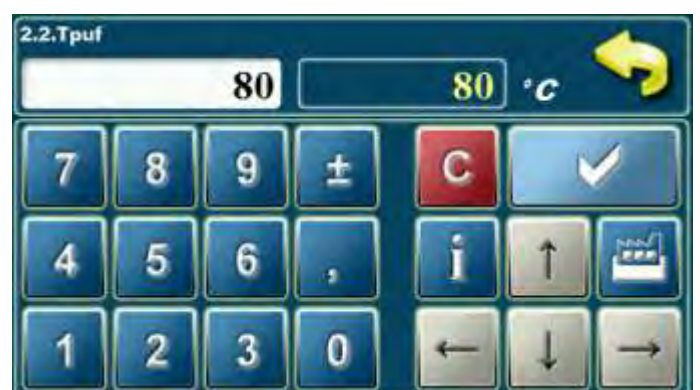 2.2.Tpuf
80 80 °C
7 8 9 ± C
4 5 6 , i ↑
1 2 3 0 ← ↓ →